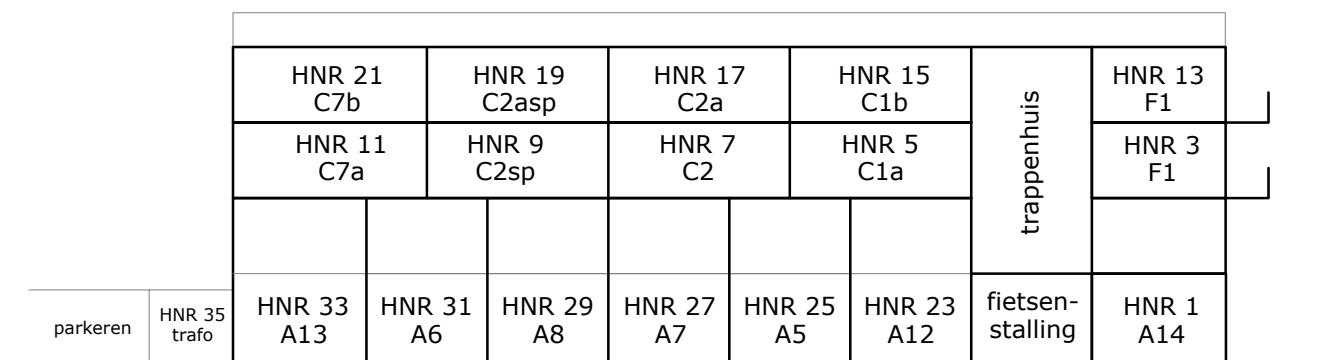 HNR 21
C7b
HNR 19
C2asp
HNR 17
C2a
HNR 15
C1b
trappenhuis
HNR 13
F1
HNR 11
C7a
HNR 9
C2sp
HNR 7
C2
HNR 5
C1a
HNR 3
F1
parkeren
HNR 35
trafo
HNR 33
A13
HNR 31
A6
HNR 29
A8
HNR 27
A7
HNR 25
A5
HNR 23
A12
fietsen-
stalling
HNR 1
A14